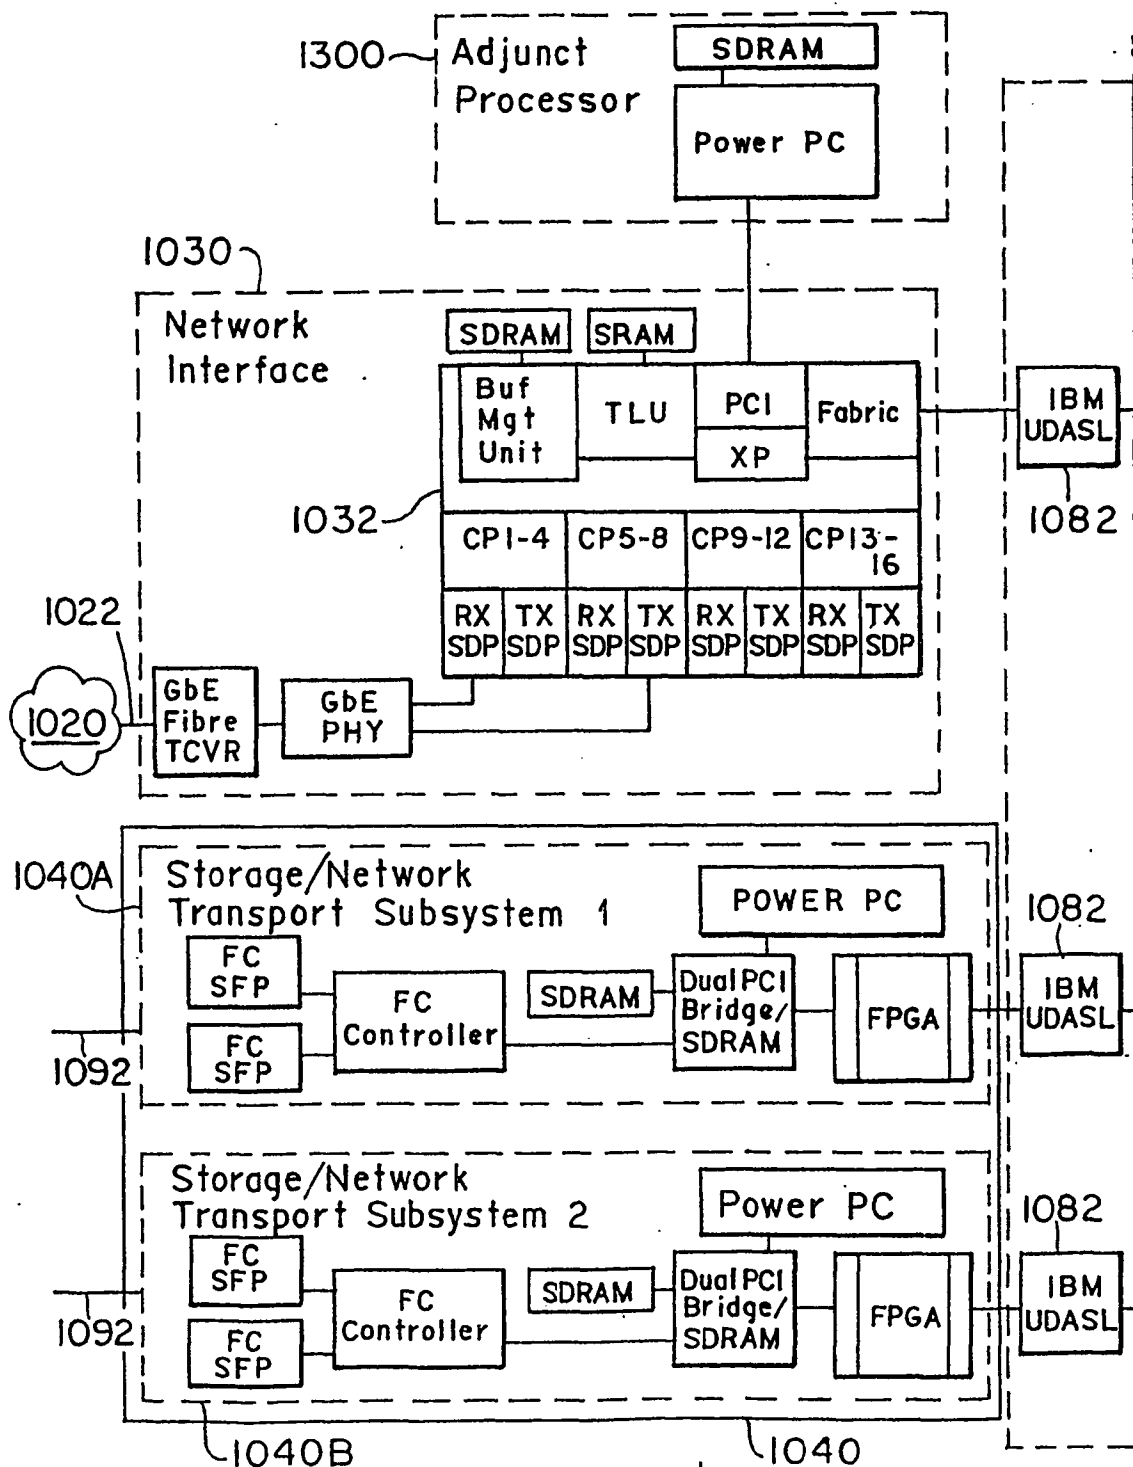 1300
Adjunct
Processor
SDRAM
Power PC
1030
Network
Interface
SDRAM
SRAM
Buf
Mgt
Unit
TLU
PCI
XP
Fabric
IBM
UDASL
1082
1032
CP1-4
CP5-8
CP9-12
CP13-
16
RX
SDP
TX
SDP
RX
SDP
TX
SDP
RX
SDP
TX
SDP
RX
SDP
TX
SDP
1022
1020
GbE
Fibre
TCVR
GbE
PHY
1040A
Storage/Network
Transport Subsystem 1
POWER PC
1082
FC
SFP
FC
SFP
FC
Controller
SDRAM
Dual PCI
Bridge/
SDRAM
FPGA
IBM
UDASL
1092
Storage/Network
Transport Subsystem 2
Power PC
1082
FC
SFP
FC
SFP
FC
Controller
SDRAM
Dual PCI
Bridge/
SDRAM
FPGA
IBM
UDASL
1092
1040B
1040